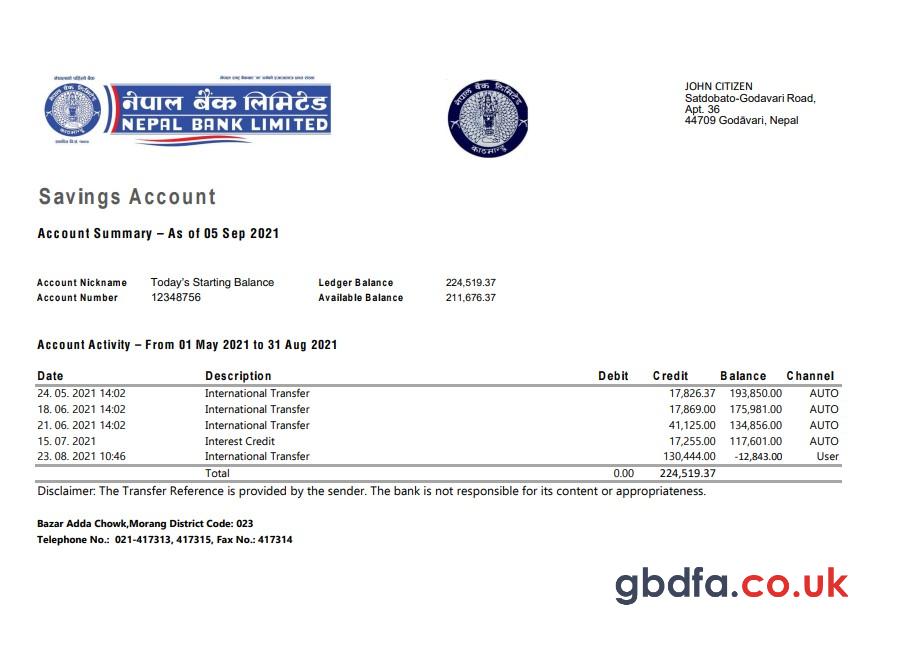 नेपाल बैंक लिमिटेड
NEPAL BANK LIMITED
नेपाल बैंक लिमिटेड
काठमान्डू
JOHN CITIZEN
Satdobato-Godavari Road,
Apt. 36
44709 Godāvari, Nepal
Savings Account
Account Summary – As of 05 Sep 2021
Account Nickname Today's Starting Balance Ledger Balance 224,519.37
Account Number 12348756 Available Balance 211,676.37
Account Activity – From 01 May 2021 to 31 Aug 2021
Date Description Debit Credit Balance Channel
24. 05. 2021 14:02 International Transfer 17,826.37 193,850.00 AUTO
18. 06. 2021 14:02 International Transfer 17,869.00 175,981.00 AUTO
21. 06. 2021 14:02 International Transfer 41,125.00 134,856.00 AUTO
15. 07. 2021 Interest Credit 17,255.00 117,601.00 AUTO
23. 08. 2021 10:46 International Transfer 130,444.00 -12,843.00 User
Total 0.00 224,519.37
Disclaimer: The Transfer Reference is provided by the sender. The bank is not responsible for its content or appropriateness.
Bazar Adda Chowk,Morang District Code: 023
Telephone No.: 021-417313, 417315, Fax No.: 417314
gbdfa.co.uk